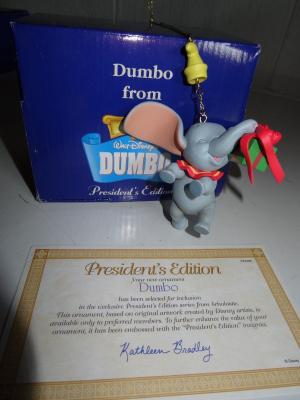 Dumbo
from
Walt Disney's
DUMBO
President's Edition
President's Edition
Your new ornament
Dumbo
has been selected for inclusion
in the exclusive President's Edition series from Grolier.
This ornament, based on original artwork created by Disney artists, is
available only to preferred members. To further enhance the value of your
ornament, it has been embossed with the "President's Edition" insignia.
Kathleen Bradley
© Disney